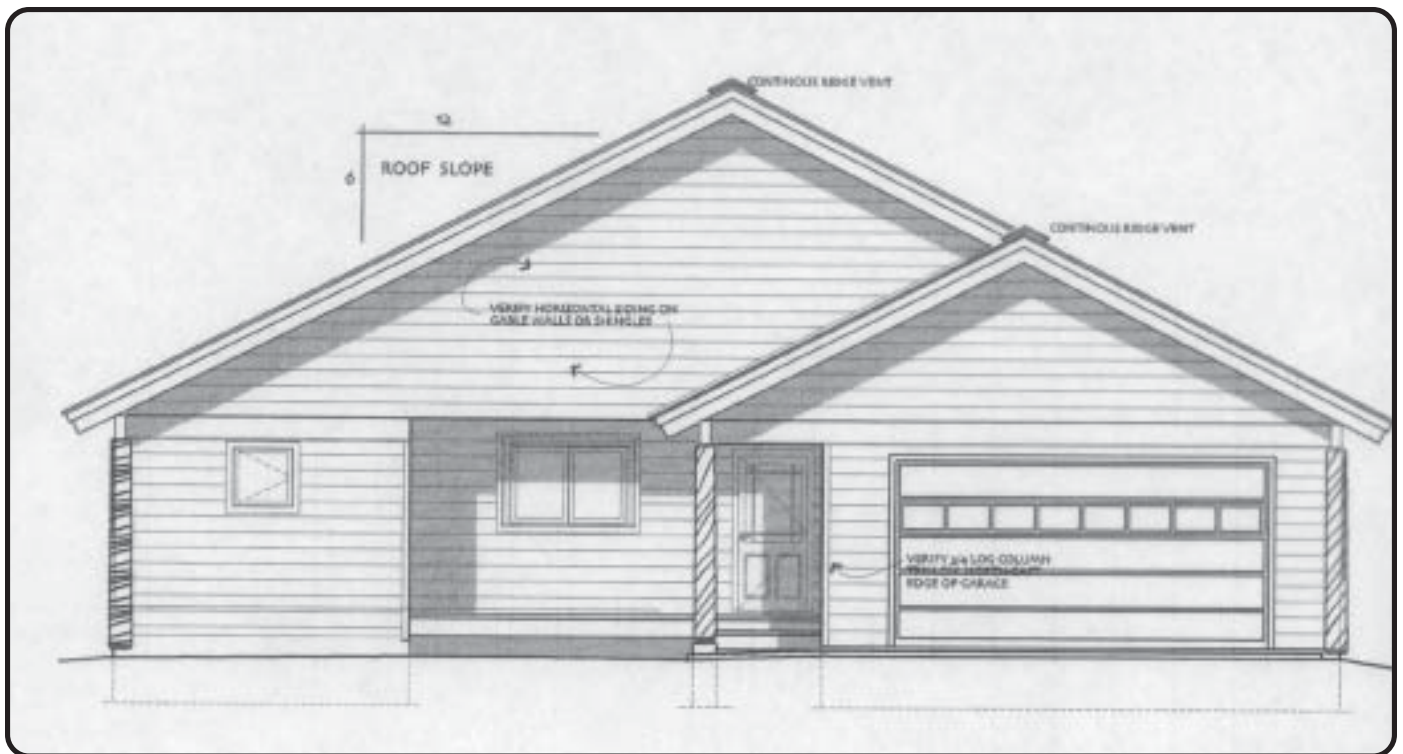 CONTINOUS RIDGE VENT
12
6
ROOF SLOPE
CONTINOUS RIDGE VENT
VERIFY HORIZONTAL SIDING ON
GABLE WALLS OR SHINGLES
VERIFY 3/4 LOG COLUMN
EDGE OF GARAGE